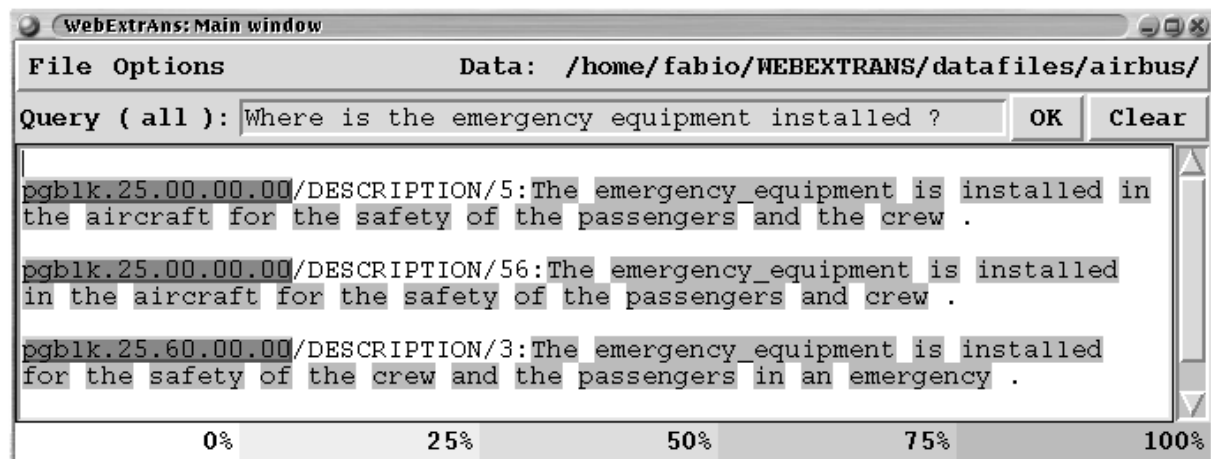 WebExtrAns: Main window
File Options Data: /home/fabio/WEBEXTRANS/datafiles/airbus/
Query ( all ): Where is the emergency equipment installed ? OK Clear
pgblk.25.00.00.00/DESCRIPTION/5:The emergency_equipment is installed in
the aircraft for the safety of the passengers and the crew .
pgblk.25.00.00.00/DESCRIPTION/56:The emergency_equipment is installed
in the aircraft for the safety of the passengers and crew .
pgblk.25.60.00.00/DESCRIPTION/3:The emergency_equipment is installed
for the safety of the crew and the passengers in an emergency .
0% 25% 50% 75% 100%